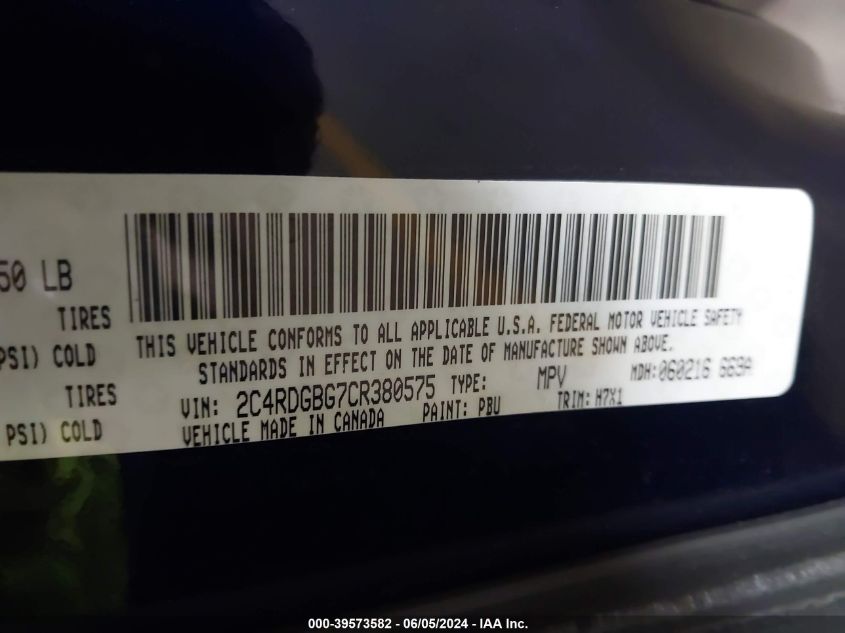 50 LB
TIRES
PSI) COLD
TIRES
PSI) COLD
THIS VEHICLE CONFORMS TO ALL APPLICABLE U.S.A. FEDERAL MOTOR VEHICLE SAFETY
STANDARDS IN EFFECT ON THE DATE OF MANUFACTURE SHOWN ABOVE.
VIN: 2C4RDGBG7CR380575 TYPE: MPV MDH:060216 669A
VEHICLE MADE IN CANADA PAINT: PBU TRIM: H7X1
000-39573582 - 06/05/2024 - IAA Inc.